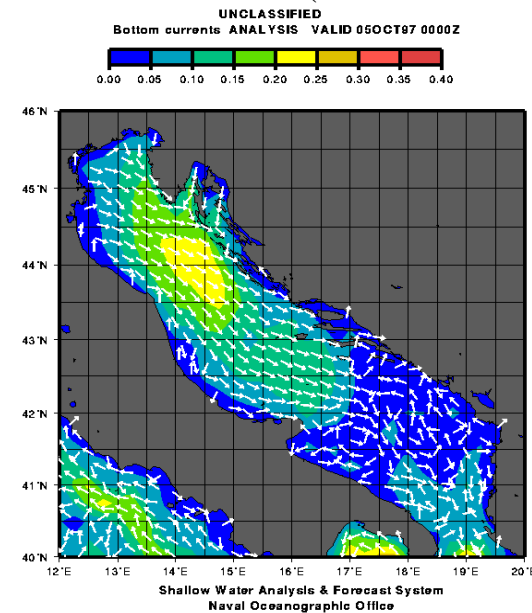 UNCLASSIFIED
Bottom currents ANALYSIS VALID 05OCT97 0000Z
0.00 0.05 0.10 0.15 0.20 0.25 0.30 0.35 0.40
46°N
45°N
44°N
43°N
42°N
41°N
40°N
12°E 13°E 14°E 15°E 16°E 17°E 18°E 19°E 20°E
Shallow Water Analysis & Forecast System
Naval Oceanographic Office